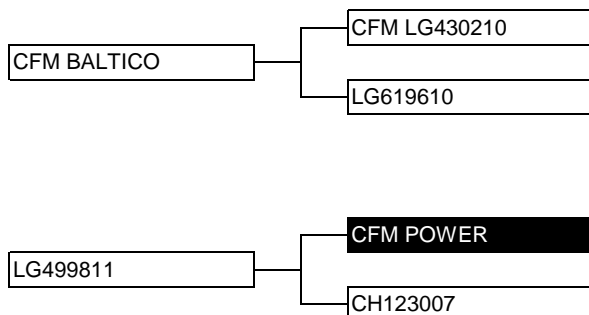 CFM LG430210
CFM BALTICO
LG619610
CFM POWER
LG499811
CH123007